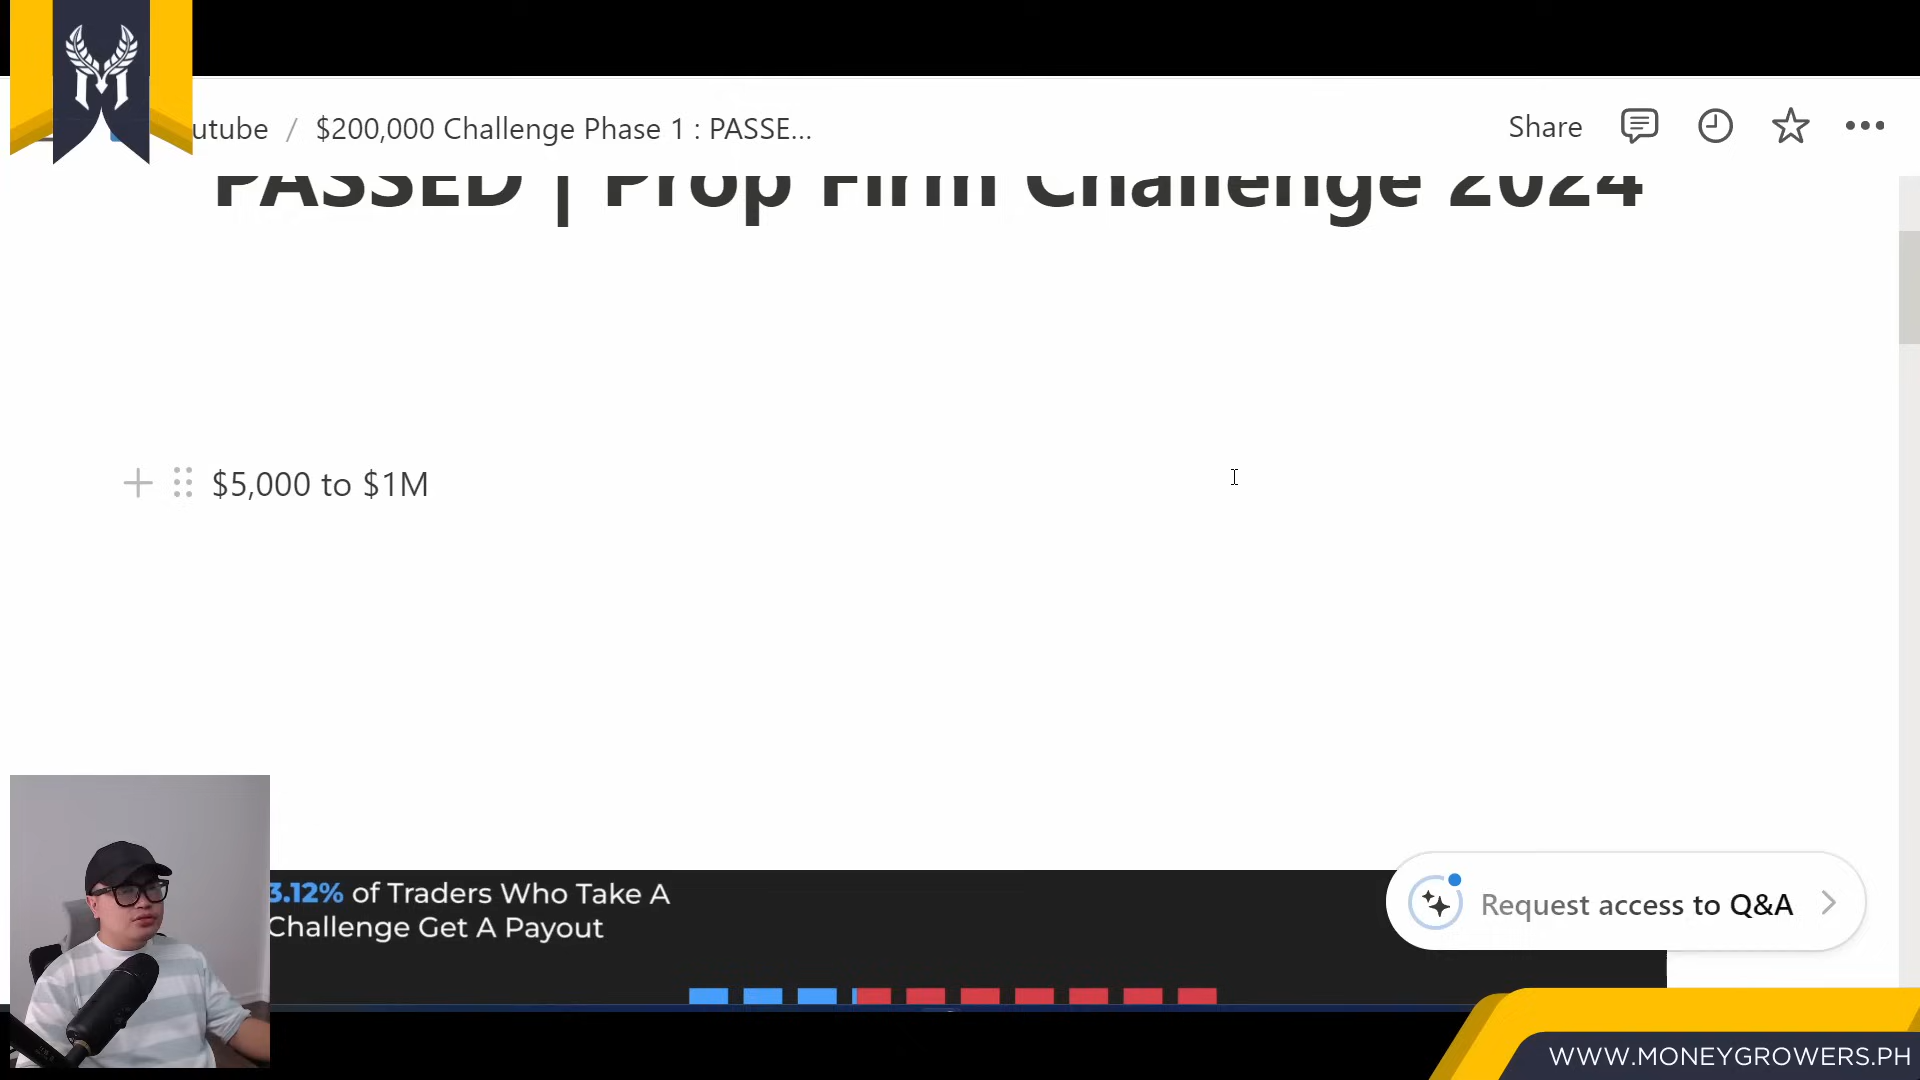 utube / $200,000 Challenge Phase 1 : PASSE...
Share
PASSED | Prop Firm Challenge 2024
$5,000 to $1M
3.12% of Traders Who Take A
Challenge Get A Payout
Request access to Q&A
WWW.MONEYGROWERS.PH